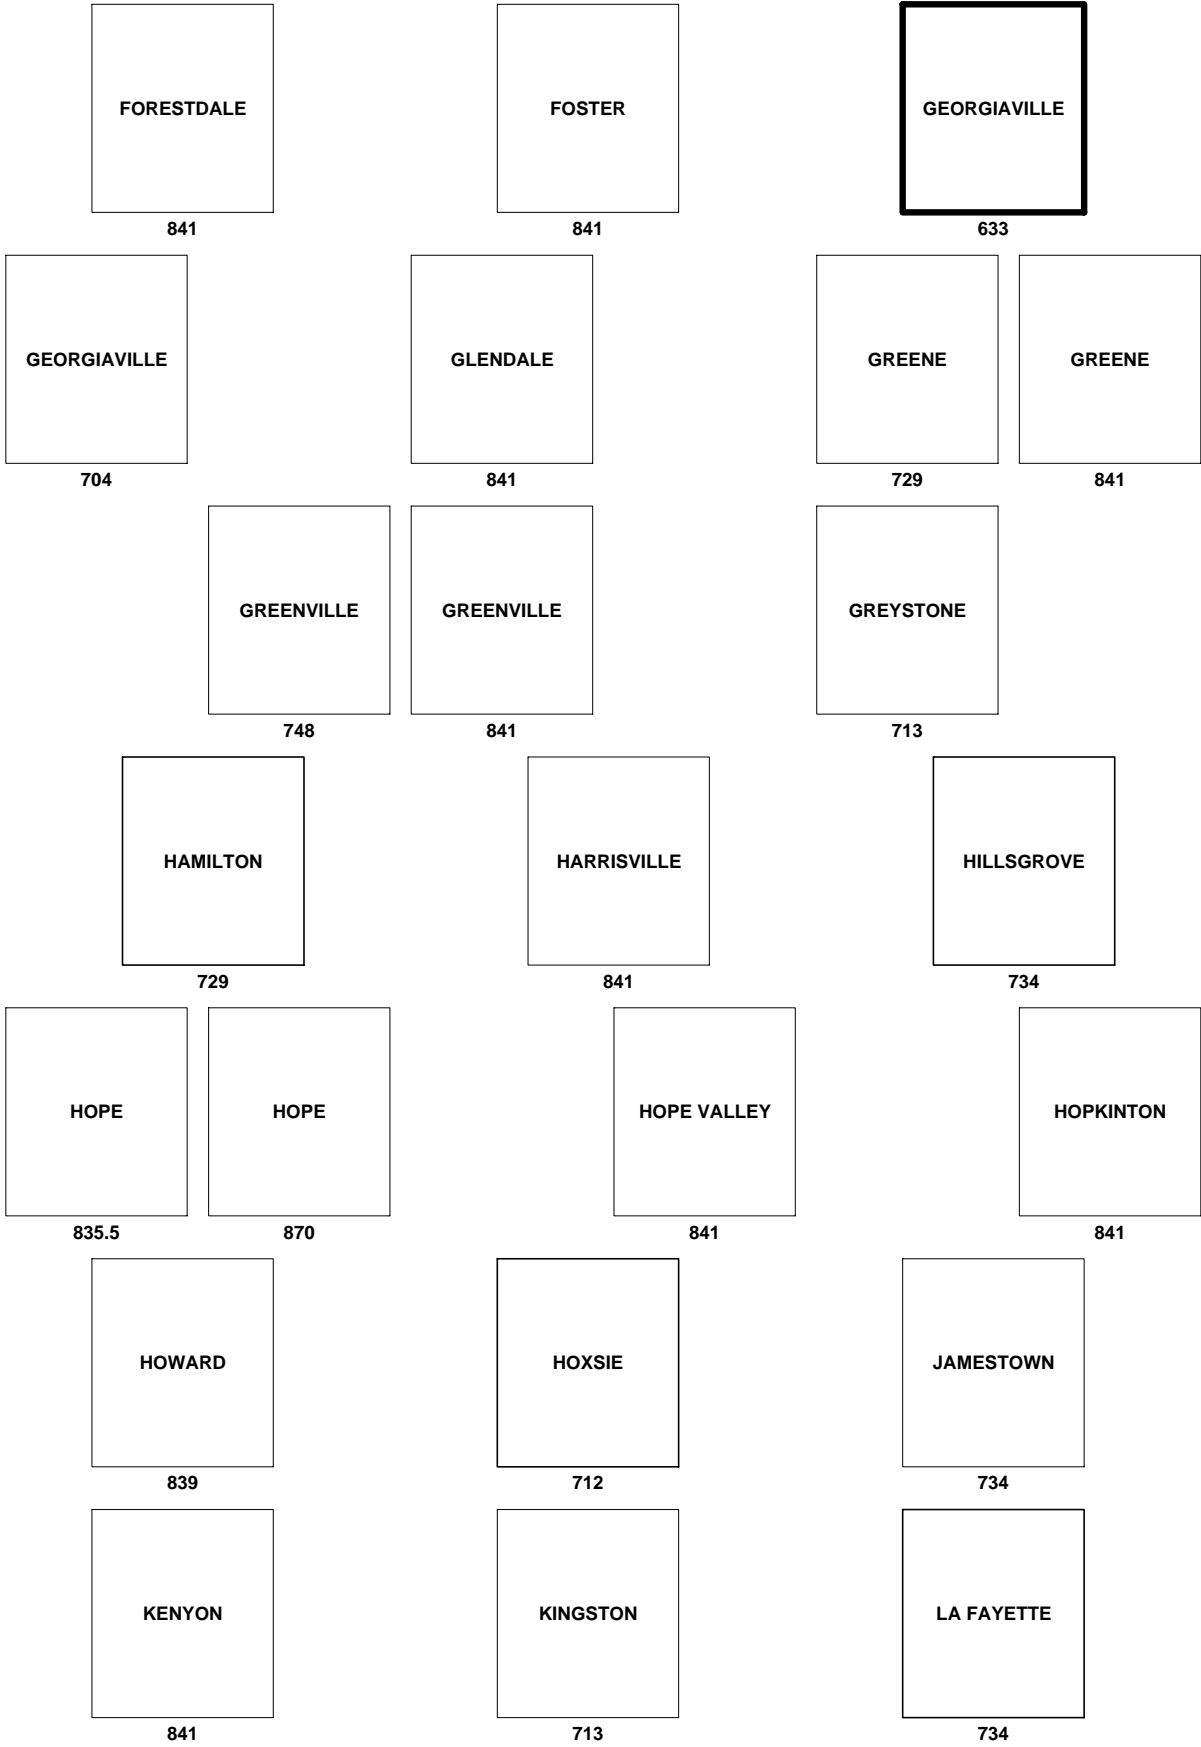 FORESTDALE
FOSTER
GEORGIAVILLE
841
841
633
GEORGIAVILLE
GLENDALE
GREENE
GREENE
704
841
729
841
GREENVILLE
GREENVILLE
GREYSTONE
748
841
713
HAMILTON
HARRISVILLE
HILLSGROVE
729
841
734
HOPE
HOPE
HOPE VALLEY
HOPKINTON
835.5
870
841
841
HOWARD
HOXSIE
JAMESTOWN
839
712
734
KENYON
KINGSTON
LA FAYETTE
841
713
734